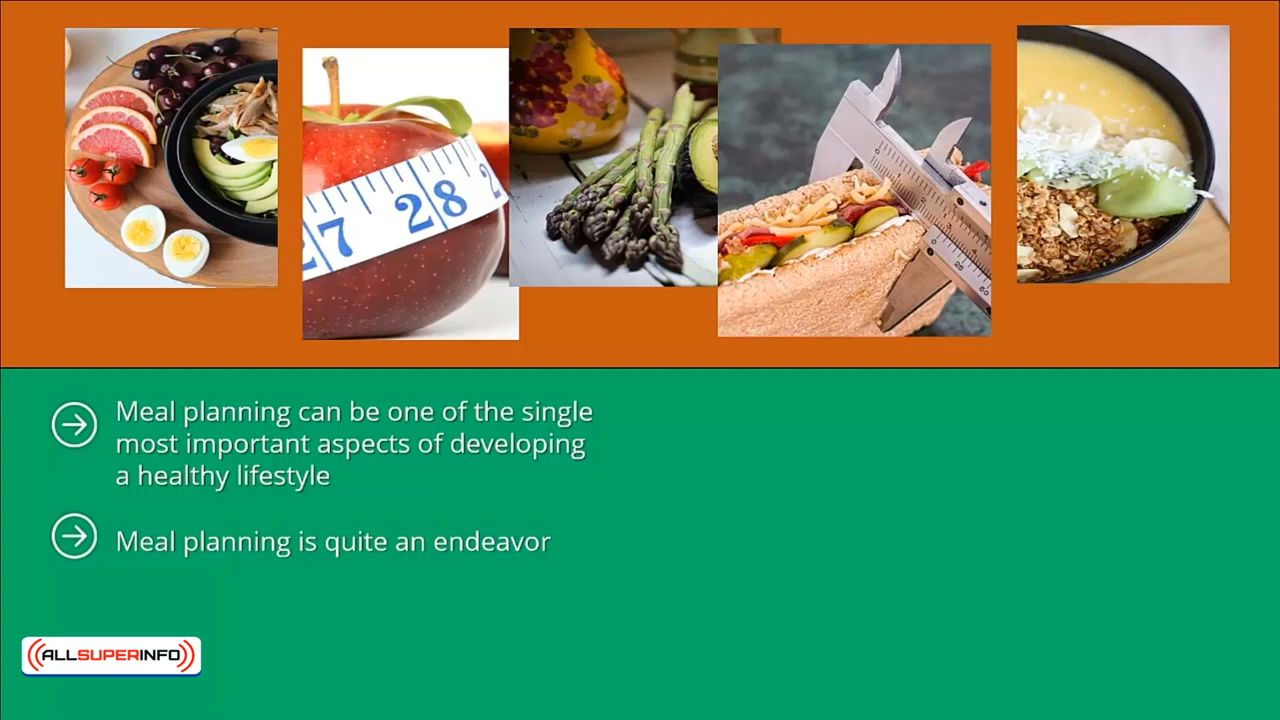 27 28 2
Meal planning can be one of the single
most important aspects of developing
a healthy lifestyle
Meal planning is quite an endeavor
ALLSUPERINFO